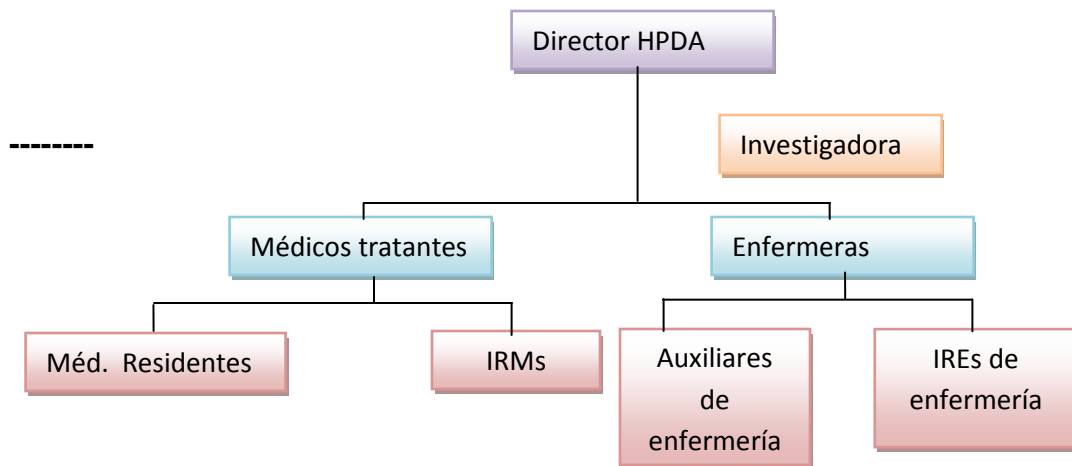 Director HPDA
--------
Investigadora
Médicos tratantes
Enfermeras
Méd. Residentes
IRMs
Auxiliares
de
enfermería
IREs de
enfermería